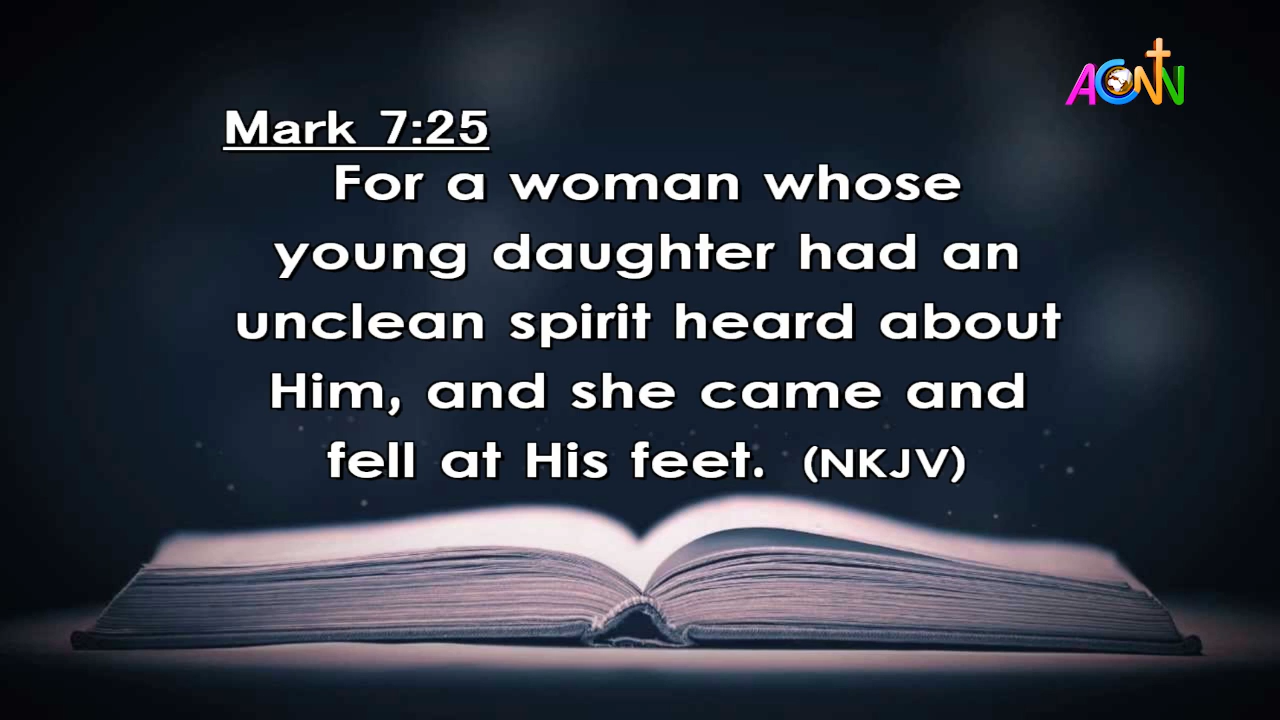 ACNN
Mark 7:25
For a woman whose
young daughter had an
unclean spirit heard about
Him, and she came and
fell at His feet. (NKJV)